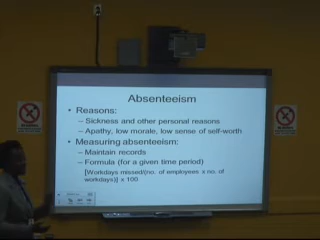 Absenteeism
• Reasons:
– Sickness and other personal reasons
– Apathy, low morale, low sense of self-worth
• Measuring absenteeism:
– Maintain records
– Formula (for a given time period)
[Workdays missed/(no. of employees x no. of
workdays)] x 100